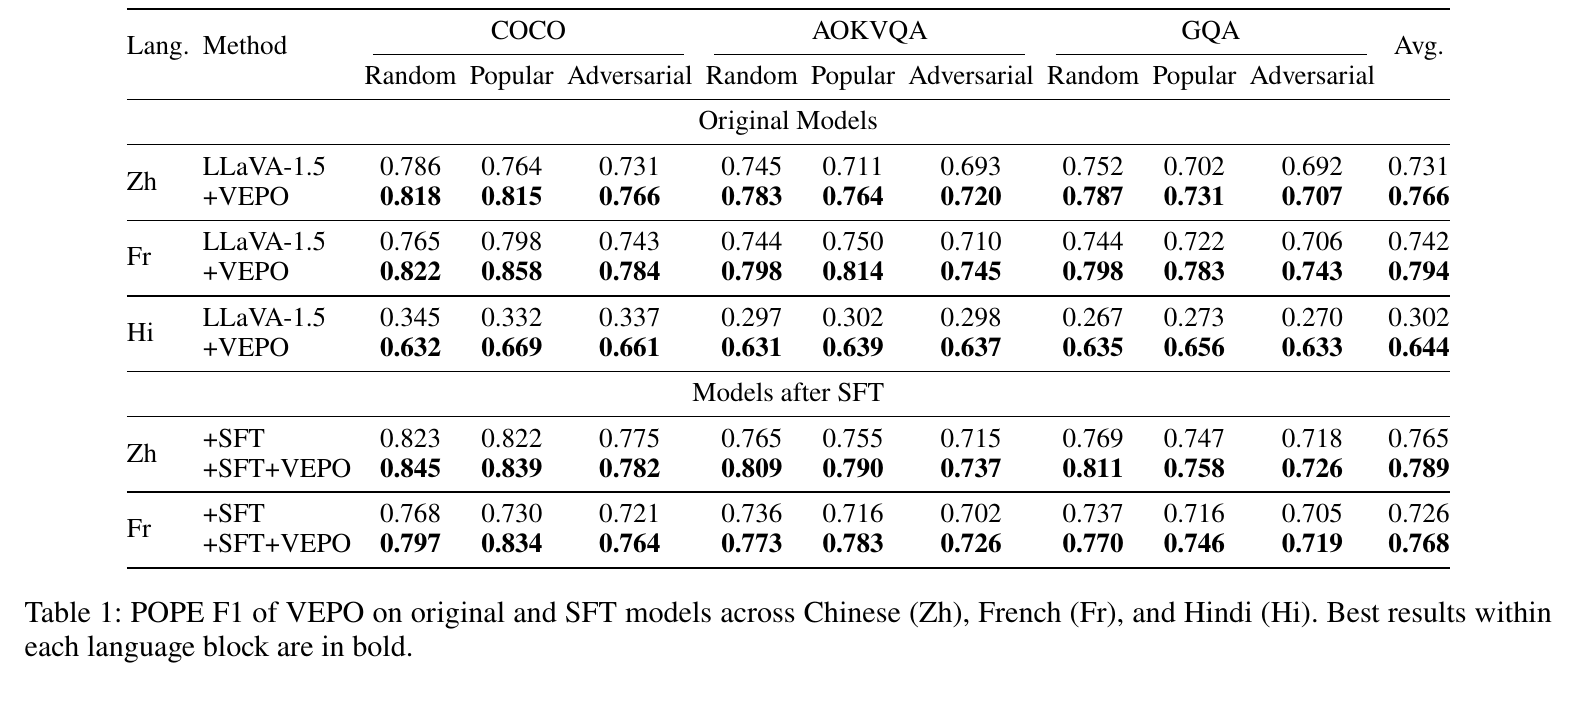 Lang. Method COCO AOKVQA GQA Avg.
Random Popular Adversarial Random Popular Adversarial Random Popular Adversarial
Original Models
Zh LLaVA-1.5 0.786 0.764 0.731 0.745 0.711 0.693 0.752 0.702 0.692 0.731
+VEPO 0.818 0.815 0.766 0.783 0.764 0.720 0.787 0.731 0.707 0.766
Fr LLaVA-1.5 0.765 0.798 0.743 0.744 0.750 0.710 0.744 0.722 0.706 0.742
+VEPO 0.822 0.858 0.784 0.798 0.814 0.745 0.798 0.783 0.743 0.794
Hi LLaVA-1.5 0.345 0.332 0.337 0.297 0.302 0.298 0.267 0.273 0.270 0.302
+VEPO 0.632 0.669 0.661 0.631 0.639 0.637 0.635 0.656 0.633 0.644
Models after SFT
Zh +SFT 0.823 0.822 0.775 0.765 0.755 0.715 0.769 0.747 0.718 0.765
+SFT+VEPO 0.845 0.839 0.782 0.809 0.790 0.737 0.811 0.758 0.726 0.789
Fr +SFT 0.768 0.730 0.721 0.736 0.716 0.702 0.737 0.716 0.705 0.726
+SFT+VEPO 0.797 0.834 0.764 0.773 0.783 0.726 0.770 0.746 0.719 0.768
Table 1: POPE F1 of VEPO on original and SFT models across Chinese (Zh), French (Fr), and Hindi (Hi). Best results within
each language block are in bold.